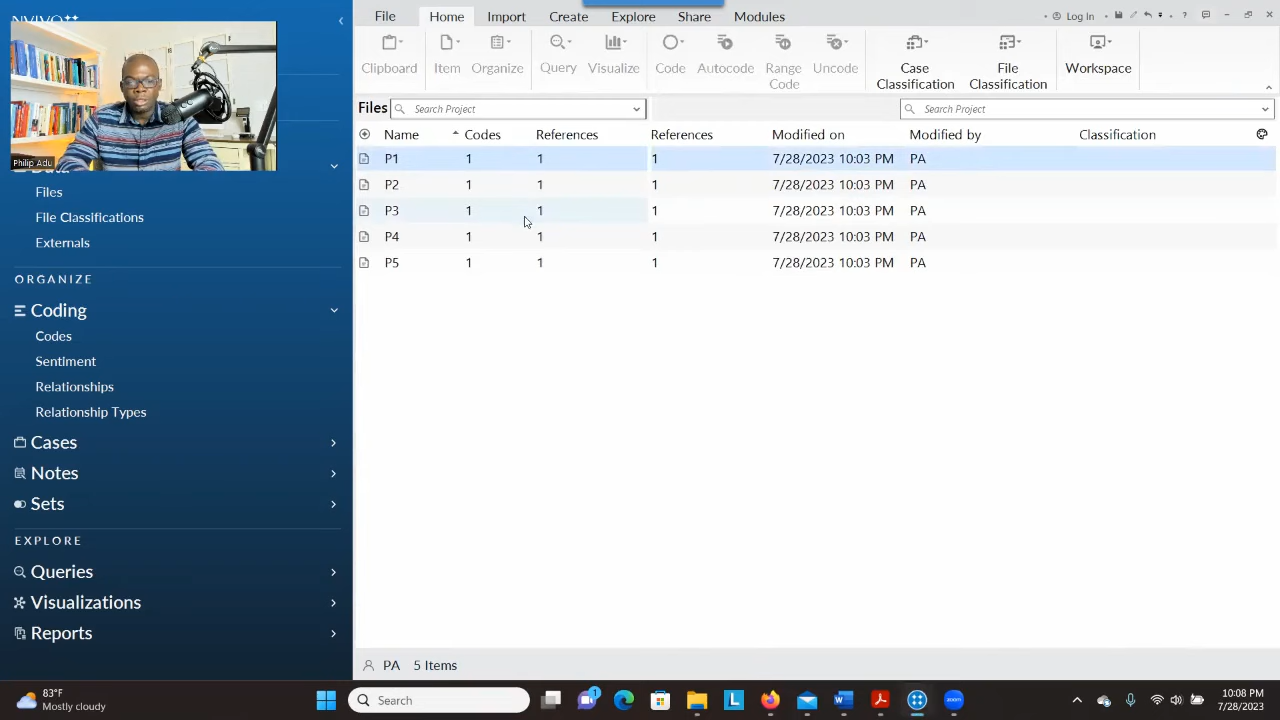 NVIVO
File Home Import Create Explore Share Modules Log In ?
Clipboard Item Organize Query Visualize Code Autocode Range Code Uncode Case Classification File Classification Workspace
Files Search Project Search Project
Name Codes References References Modified on Modified by Classification
P1 1 1 1 7/28/2023 10:03 PM PA
P2 1 1 1 7/28/2023 10:03 PM PA
P3 1 1 1 7/28/2023 10:03 PM PA
P4 1 1 1 7/28/2023 10:03 PM PA
P5 1 1 1 7/28/2023 10:03 PM PA
Philip Adu
Data
Files
File Classifications
Externals
ORGANIZE
Coding
Codes
Sentiment
Relationships
Relationship Types
Cases
Notes
Sets
EXPLORE
Queries
Visualizations
Reports
PA 5 Items
83°F
Mostly cloudy
Search
1
10:08 PM
7/28/2023